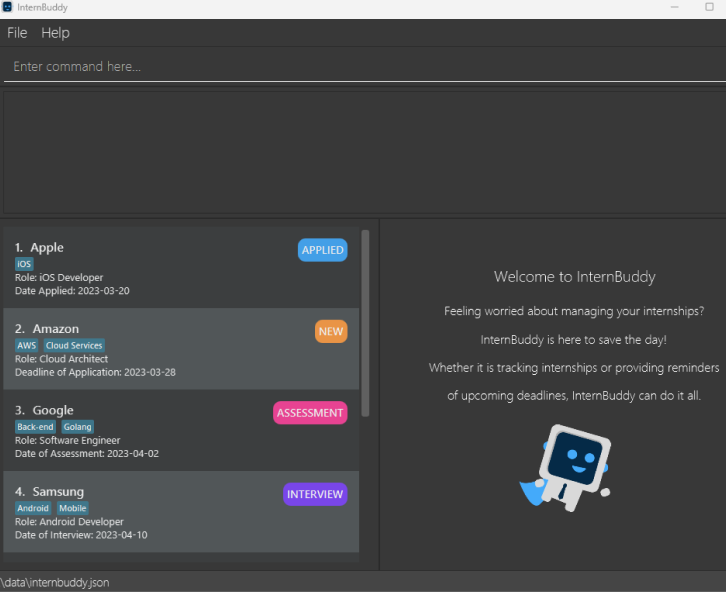 InternBuddy
File Help
Enter command here...
1. Apple
APPLIED
iOS
Role: iOS Developer
Date Applied: 2023-03-20
2. Amazon
NEW
AWS Cloud Services
Role: Cloud Architect
Deadline of Application: 2023-03-28
3. Google
ASSESSMENT
Back-end Golang
Role: Software Engineer
Date of Assessment: 2023-04-02
4. Samsung
INTERVIEW
Android Mobile
Role: Android Developer
Date of Interview: 2023-04-10
Welcome to InternBuddy
Feeling worried about managing your internships?
InternBuddy is here to save the day!
Whether it is tracking internships or providing reminders
of upcoming deadlines, InternBuddy can do it all.
\data\internbuddy.json